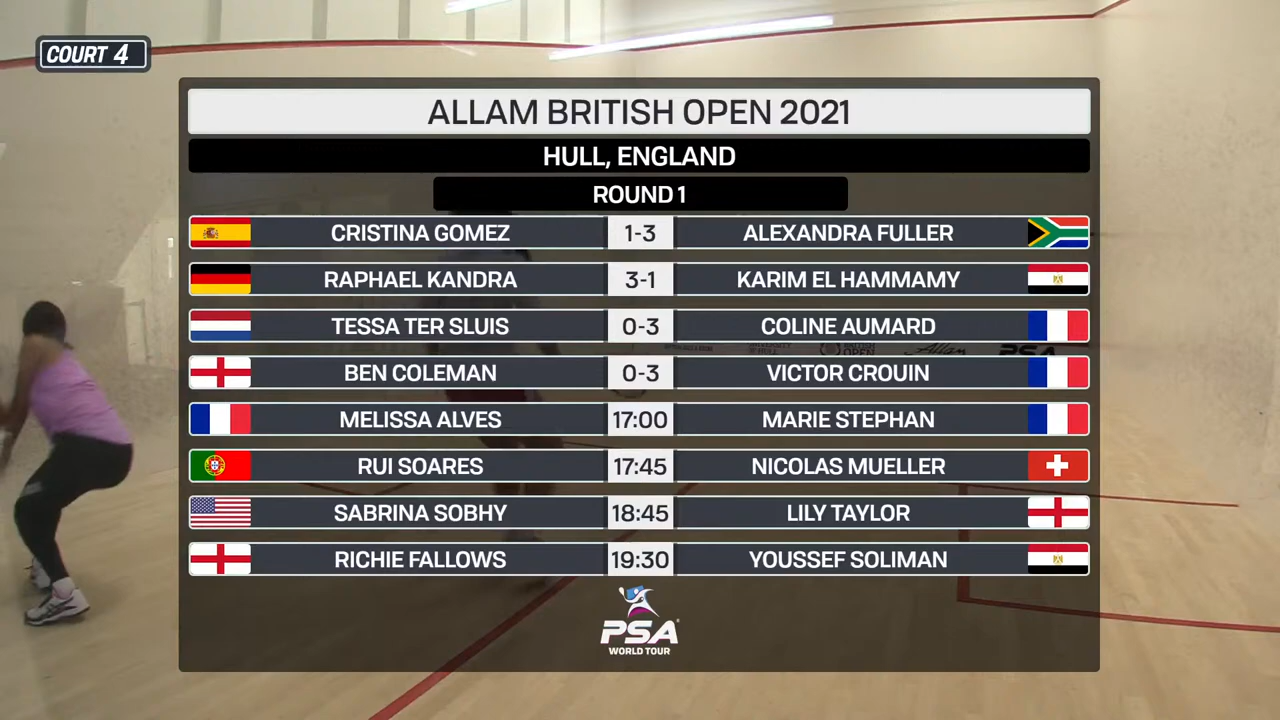 COURT 4
ALLAM BRITISH OPEN 2021
HULL, ENGLAND
ROUND 1
CRISTINA GOMEZ 1-3 ALEXANDRA FULLER
RAPHAEL KANDRA 3-1 KARIM EL HAMMAMY
TESSA TER SLUIS 0-3 COLINE AUMARD
BEN COLEMAN 0-3 VICTOR CROUIN
MELISSA ALVES 17:00 MARIE STEPHAN
RUI SOARES 17:45 NICOLAS MUELLER
SABRINA SOBHY 18:45 LILY TAYLOR
RICHIE FALLOWS 19:30 YOUSSEF SOLIMAN
PSA
WORLD TOUR